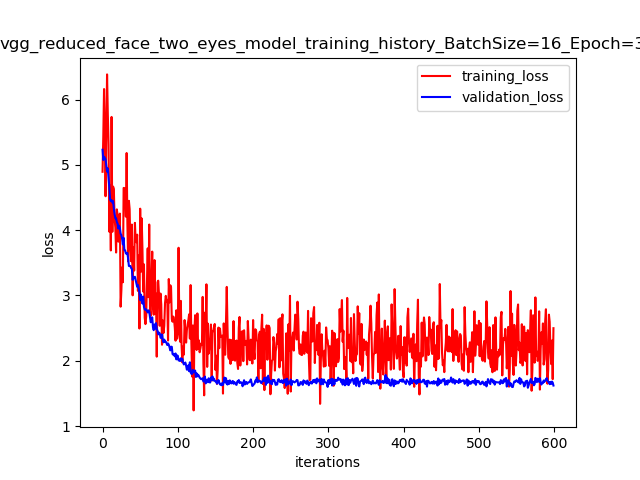 vgg_reduced_face_two_eyes_model_training_history_BatchSize=16_Epoch=3
training_loss
validation_loss
loss
6
5
4
3
2
1
0 100 200 300 400 500 600
iterations